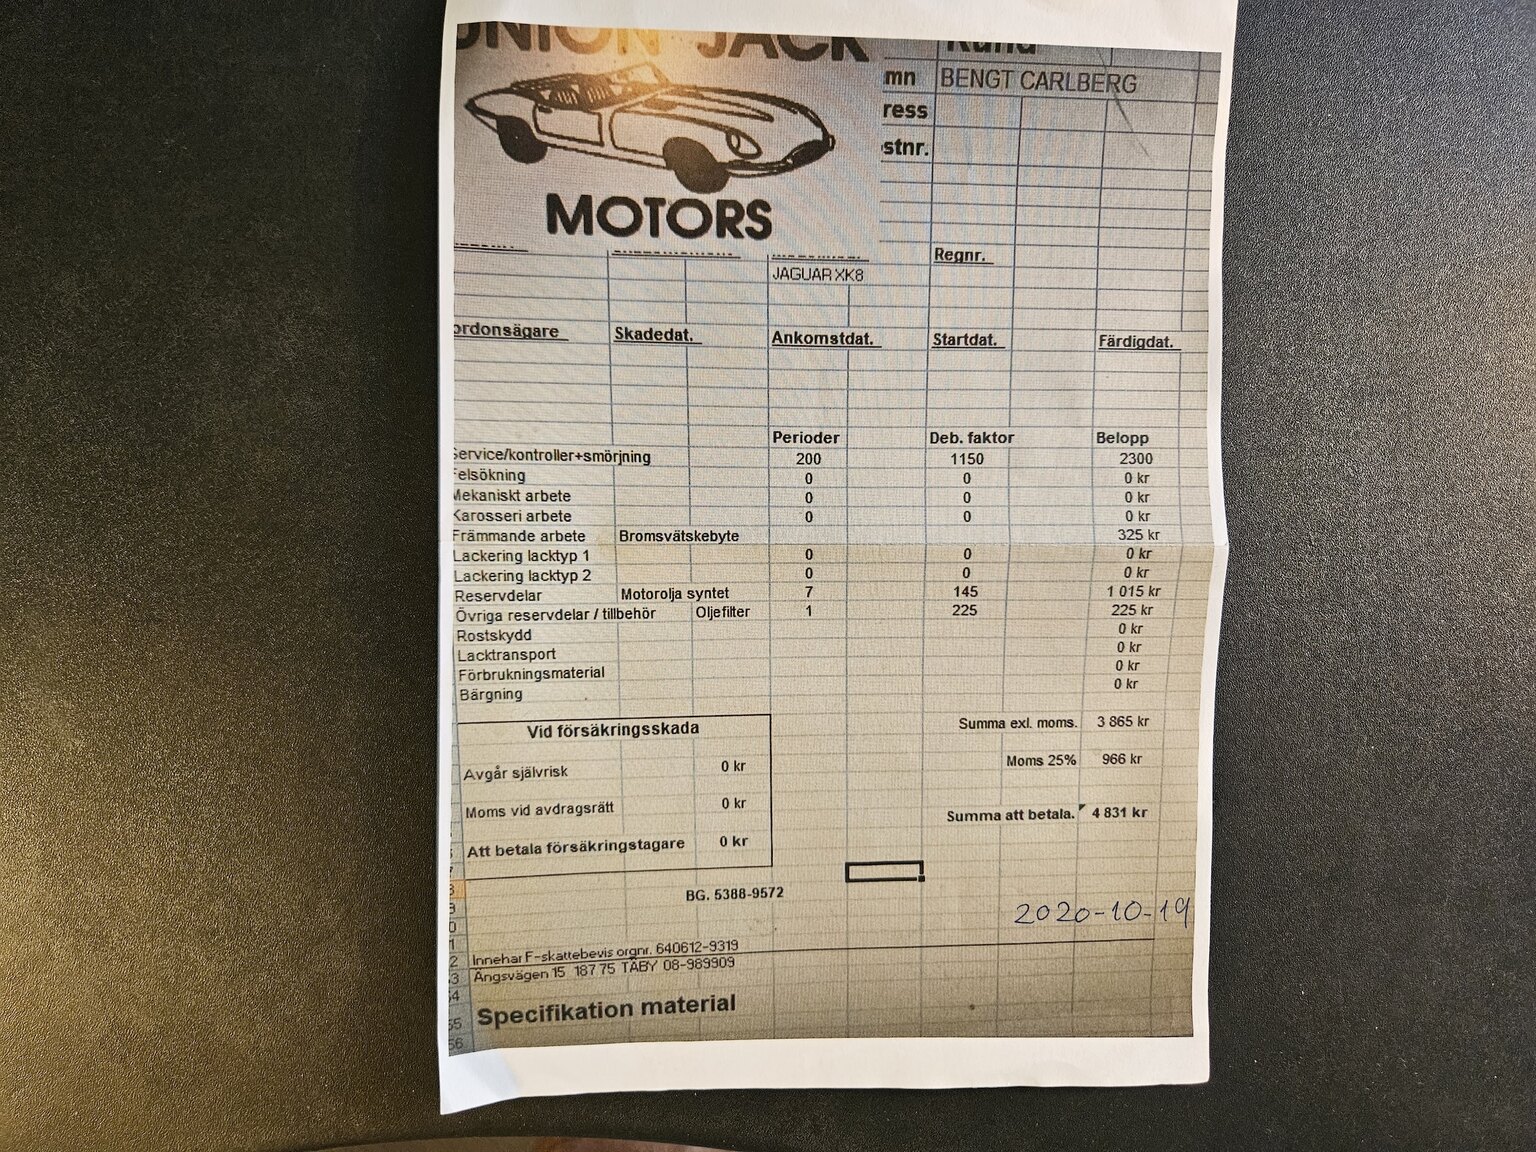 UNION JACK
MOTORS
Kund
mn BENGT CARLBERG
ress
stnr.
Regnr.
JAGUAR XK8
ordonsägare Skadedat. Ankomstdat. Startdat. Färdigdat.
Perioder Deb. faktor Belopp
Service/kontroller+smörjning 200 1150 2300
Felsökning 0 0 0 kr
Mekaniskt arbete 0 0 0 kr
Karosseri arbete 0 0 0 kr
Främmande arbete Bromsvätskebyte 325 kr
Lackering lacktyp 1 0 0 0 kr
Lackering lacktyp 2 0 0 0 kr
Reservdelar Motorolja syntet 7 145 1 015 kr
Övriga reservdelar / tillbehör Oljefilter 1 225 225 kr
Rostskydd 0 kr
Lacktransport 0 kr
Förbrukningsmaterial 0 kr
Bärgning 0 kr
Vid försäkringsskada
Avgår självrisk 0 kr
Moms vid avdragsrätt 0 kr
Att betala försäkringstagare 0 kr
Summa exl. moms. 3 865 kr
Moms 25% 966 kr
Summa att betala. 4 831 kr
BG. 5388-9572
2020-10-19
Innehar F-skattebevis orgnr. 640612-9319
Ängsvägen 15 187 75 TÄBY 08-989909
Specifikation material